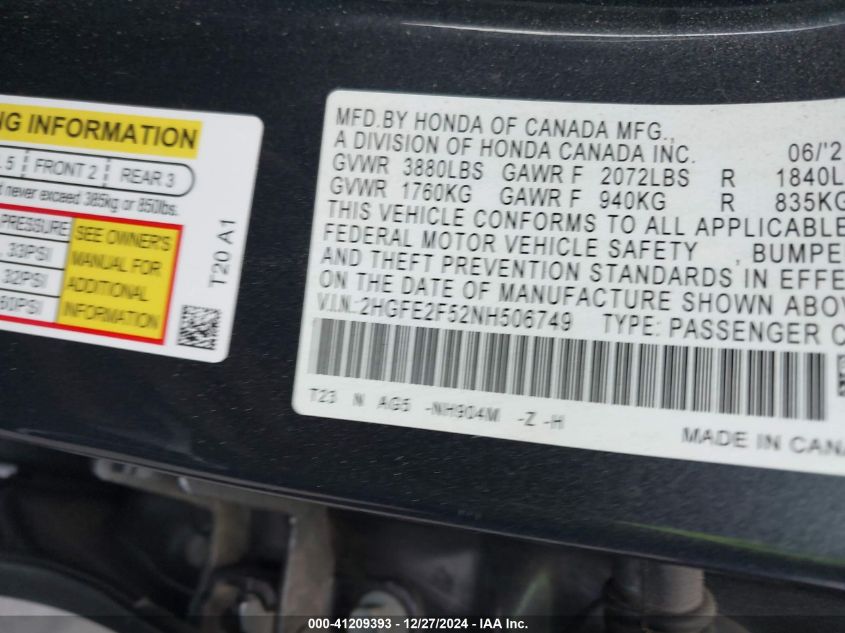 NG INFORMATION
5 FRONT 2 REAR 3
never exceed 385kg or 850lbs.
PRESSURE
33PSI
32PSI
60PSI
SEE OWNER'S
MANUAL FOR
ADDITIONAL
INFORMATION
T20 A1
MFD.BY HONDA OF CANADA MFG.,
A DIVISION OF HONDA CANADA INC. 06/'2
GVWR 3880LBS GAWR F 2072LBS R 1840L
GVWR 1760KG GAWR F 940KG R 835KG
THIS VEHICLE CONFORMS TO ALL APPLICABLE
FEDERAL MOTOR VEHICLE SAFETY , BUMPE
AND THEFT PREVENTION STANDARDS IN EFFE
ON THE DATE OF MANUFACTURE SHOWN ABOV
V.I.N.:2HGFE2F52NH506749 TYPE: PASSENGER C
T23 N AG5 -NH904M -Z -H
MADE IN CANA
000-41209393 - 12/27/2024 - IAA Inc.